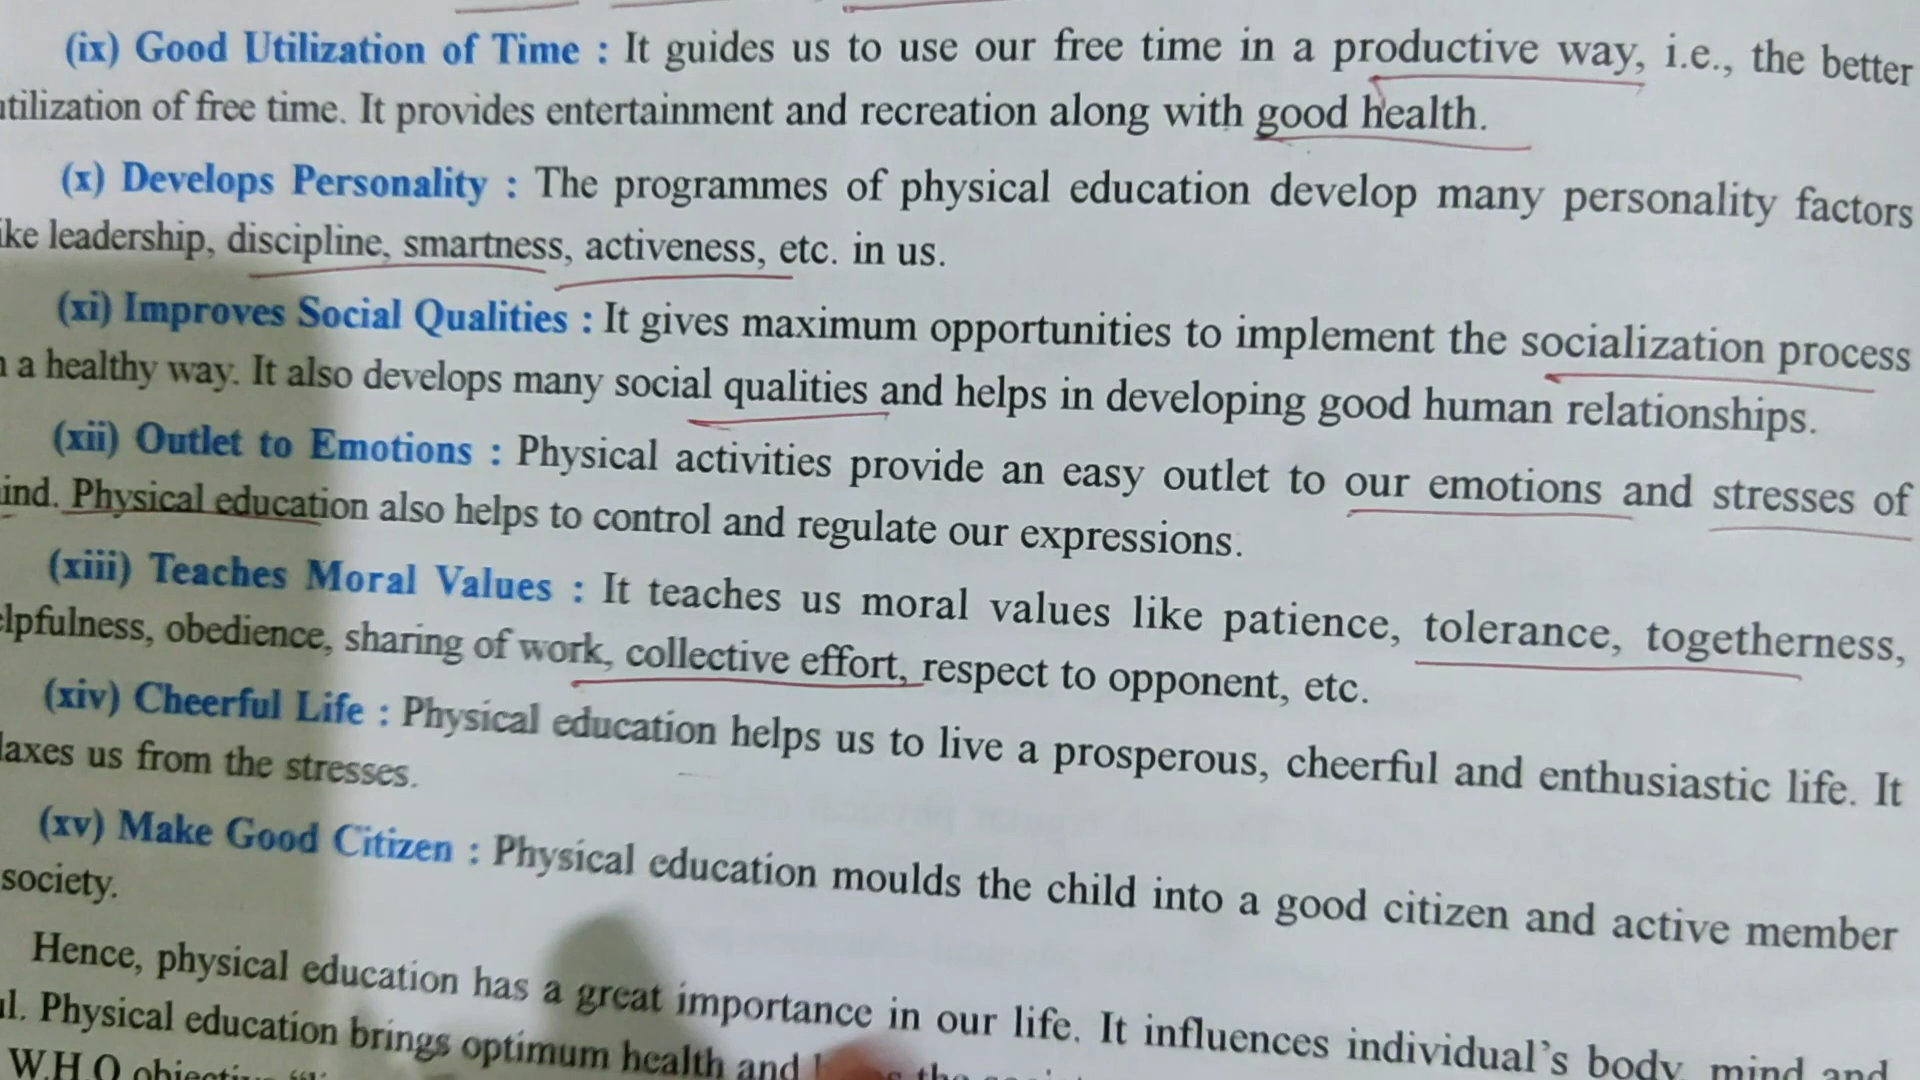 (ix) Good Utilization of Time : It guides us to use our free time in a productive way, i.e., the better
tilization of free time. It provides entertainment and recreation along with good health.
(x) Develops Personality : The programmes of physical education develop many personality factors
ike leadership, discipline, smartness, activeness, etc. in us.
(xi) Improves Social Qualities : It gives maximum opportunities to implement the socialization process
a healthy way. It also develops many social qualities and helps in developing good human relationships.
(xii) Outlet to Emotions : Physical activities provide an easy outlet to our emotions and stresses of
ind. Physical education also helps to control and regulate our expressions.
(xiii) Teaches Moral Values : It teaches us moral values like patience, tolerance, togetherness,
elpfulness, obedience, sharing of work, collective effort, respect to opponent, etc.
(xiv) Cheerful Life : Physical education helps us to live a prosperous, cheerful and enthusiastic life. It
laxes us from the stresses.
(xv) Make Good Citizen : Physical education moulds the child into a good citizen and active member
society.
Hence, physical education has a great importance in our life. It influences individual's body, mind and
l. Physical education brings optimum health and
W.H.O